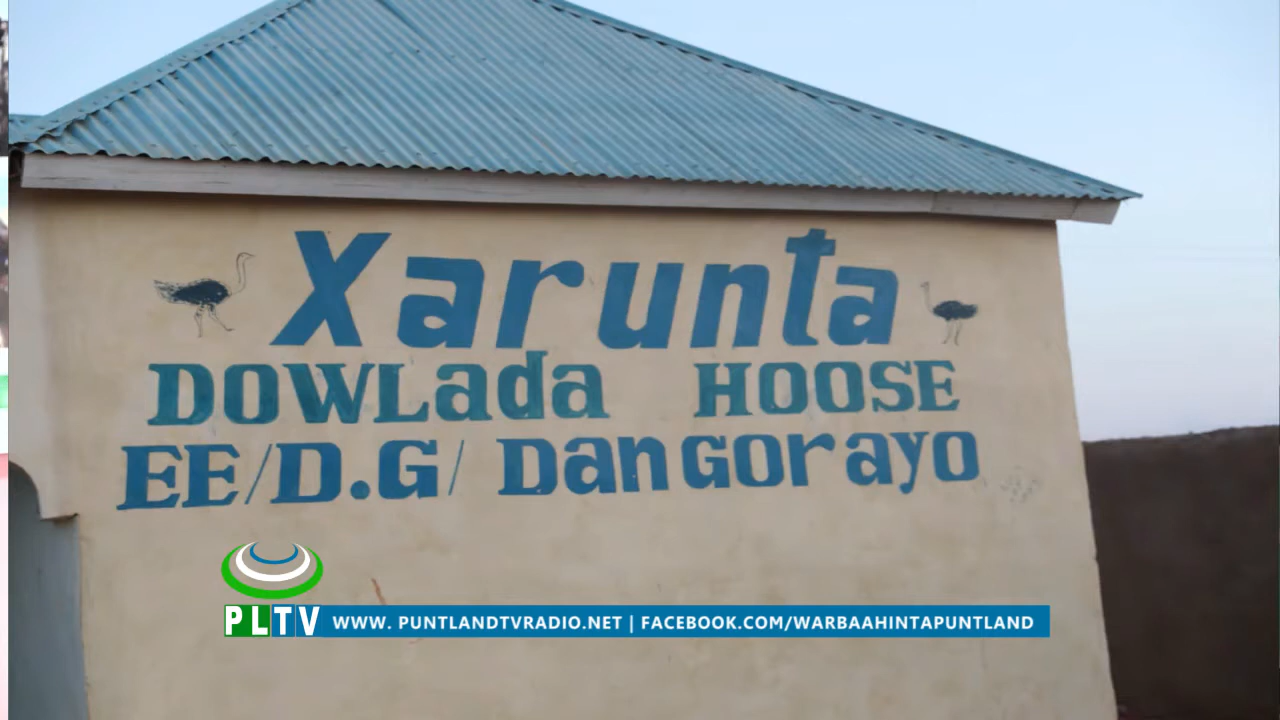 Xarunta
DOWLada HOOSE
EE/D.G/ DanGorayo
PLTV WWW. PUNTLANDTVRADIO.NET | FACEBOOK.COM/WARBAAHINTAPUNTLAND